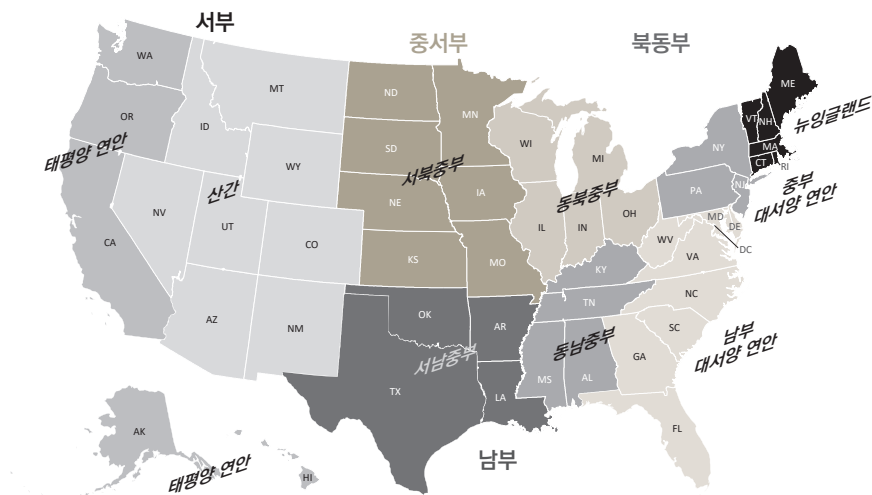 서부
중서부
북동부
WA
MT
ND
MN
ME
OR
ID
SD
WI
MI
VT
NH
뉴잉글랜드
태평양 연안
WY
서북중부
NY
MA
CT
RI
산간
NE
IA
동북중부
PA
NJ
중부
대서양 연안
NV
UT
CO
IL
IN
OH
MD
DE
CA
KS
MO
WV
VA
DC
KY
AZ
NM
OK
AR
TN
NC
SC
남부
대서양 연안
서남중부
동남중부
GA
TX
LA
MS
AL
FL
AK
태평양 연안
HI
남부